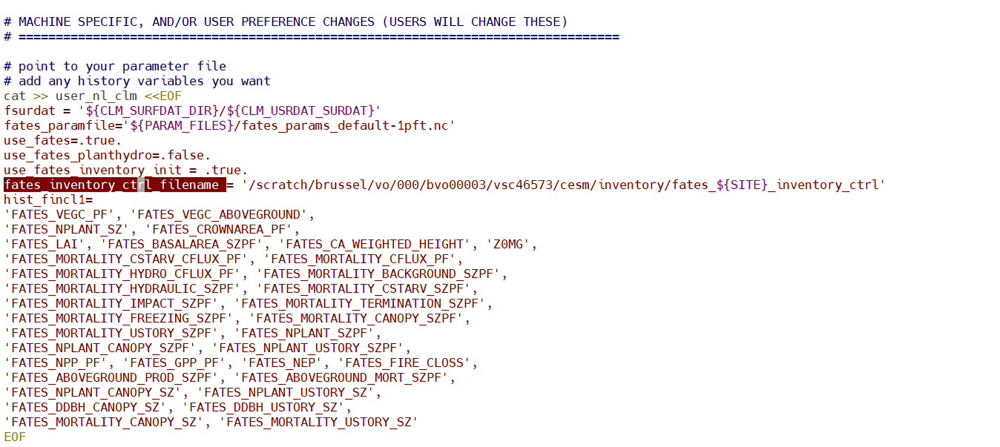 # MACHINE SPECIFIC, AND/OR USER PREFERENCE CHANGES (USERS WILL CHANGE THESE)
# =================================================================================
# point to your parameter file
# add any history variables you want
cat >> user_nl_clm <<EOF
fsurdat = '${CLM_SURFDAT_DIR}/${CLM_USRDAT_SURDAT}'
fates_paramfile='${PARAM_FILES}/fates_params_default-1pft.nc'
use_fates=.true.
use_fates_planthydro=.false.
use_fates_inventory_init = .true.
fates_inventory_ctrl_filename = '/scratch/brussel/vo/000/bvo00003/vsc46573/cesm/inventory/fates_${SITE}_inventory_ctrl'
hist_fincl1=
'FATES_VEGC_PF', 'FATES_VEGC_ABOVEGROUND',
'FATES_NPLANT_SZ', 'FATES_CROWNAREA_PF',
'FATES_LAI', 'FATES_BASALAREA_SZPF', 'FATES_CA_WEIGHTED_HEIGHT', 'Z0MG',
'FATES_MORTALITY_CSTARV_CFLUX_PF', 'FATES_MORTALITY_CFLUX_PF',
'FATES_MORTALITY_HYDRO_CFLUX_PF', 'FATES_MORTALITY_BACKGROUND_SZPF',
'FATES_MORTALITY_HYDRAULIC_SZPF', 'FATES_MORTALITY_CSTARV_SZPF',
'FATES_MORTALITY_IMPACT_SZPF', 'FATES_MORTALITY_TERMINATION_SZPF',
'FATES_MORTALITY_FREEZING_SZPF', 'FATES_MORTALITY_CANOPY_SZPF',
'FATES_MORTALITY_USTORY_SZPF', 'FATES_NPLANT_SZPF',
'FATES_NPLANT_CANOPY_SZPF', 'FATES_NPLANT_USTORY_SZPF',
'FATES_NPP_PF', 'FATES_GPP_PF', 'FATES_NEP', 'FATES_FIRE_CLOSS',
'FATES_ABOVEGROUND_PROD_SZPF', 'FATES_ABOVEGROUND_MORT_SZPF',
'FATES_NPLANT_CANOPY_SZ', 'FATES_NPLANT_USTORY_SZ',
'FATES_DDBH_CANOPY_SZ', 'FATES_DDBH_USTORY_SZ',
'FATES_MORTALITY_CANOPY_SZ', 'FATES_MORTALITY_USTORY_SZ'
EOF